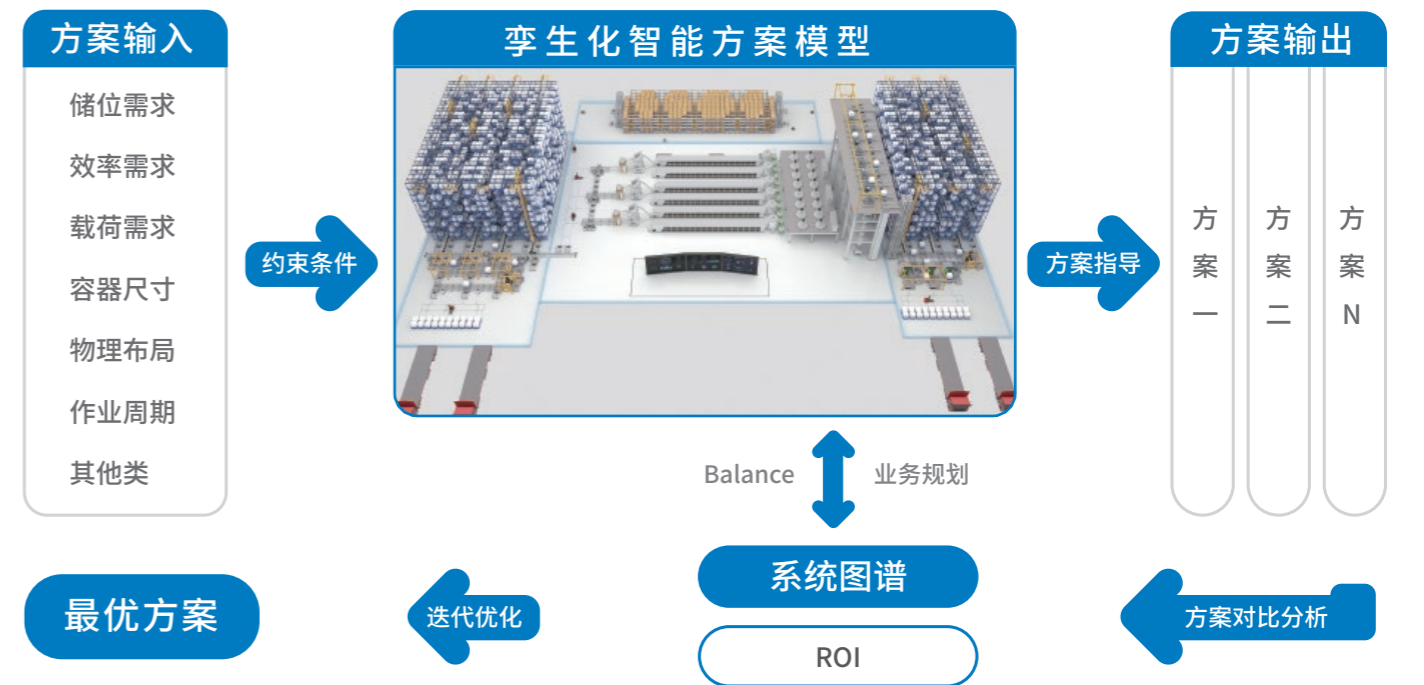 方案输入
储位需求
效率需求
载荷需求
容器尺寸
物理布局
作业周期
其他类
约束条件
孪生化智能方案模型
方案指导
方案输出
方案一
方案二
方案N
Balance
业务规划
系统图谱
ROI
方案对比分析
迭代优化
最优方案